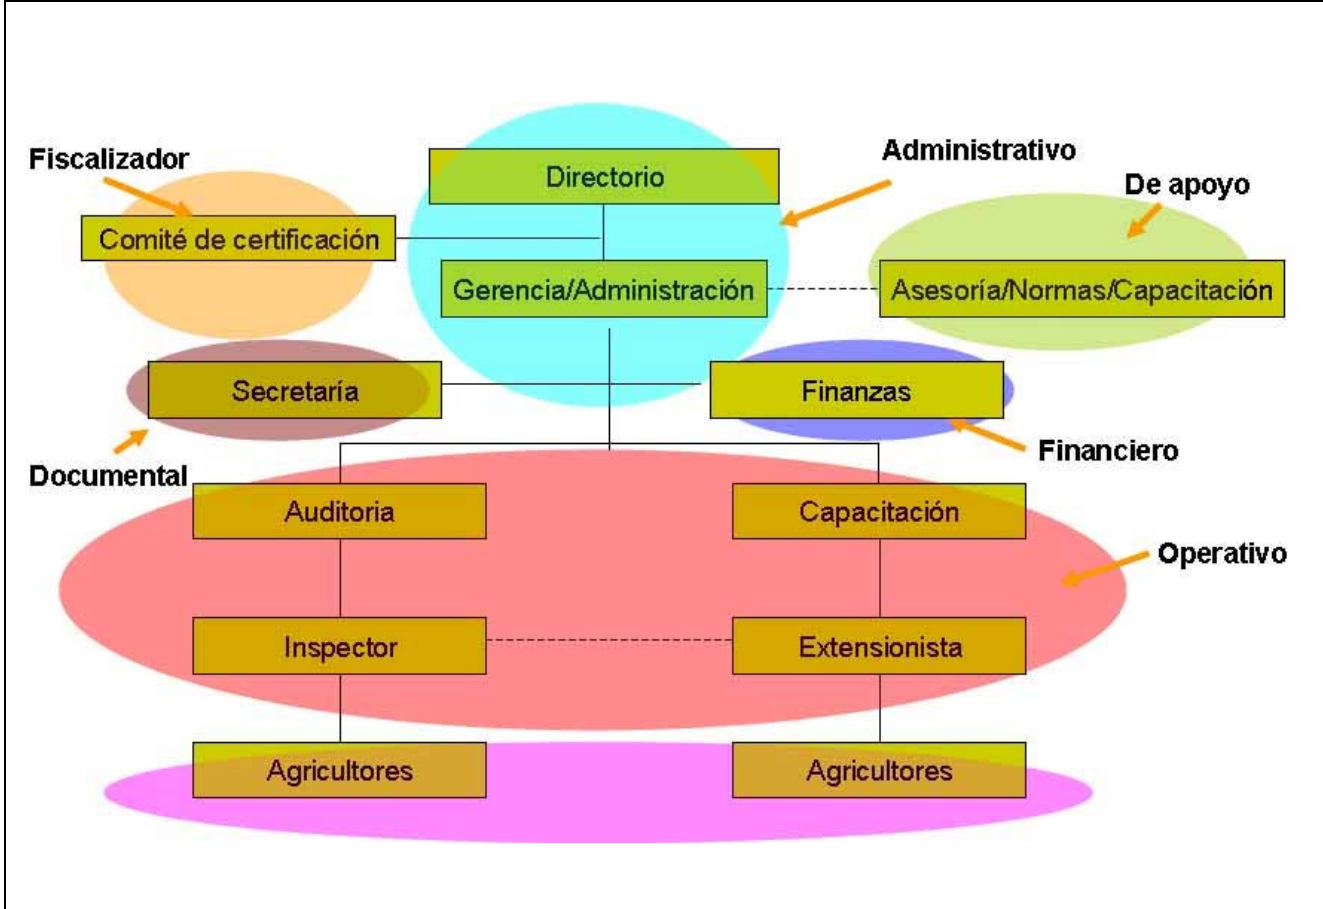 Fiscalizador
Directorio
Administrativo
De apoyo
Comité de certificación
Gerencia/Administración
Asesoría/Normas/Capacitación
Secretaría
Finanzas
Documental
Financiero
Auditoria
Capacitación
Operativo
Inspector
Extensionista
Agricultores
Agricultores